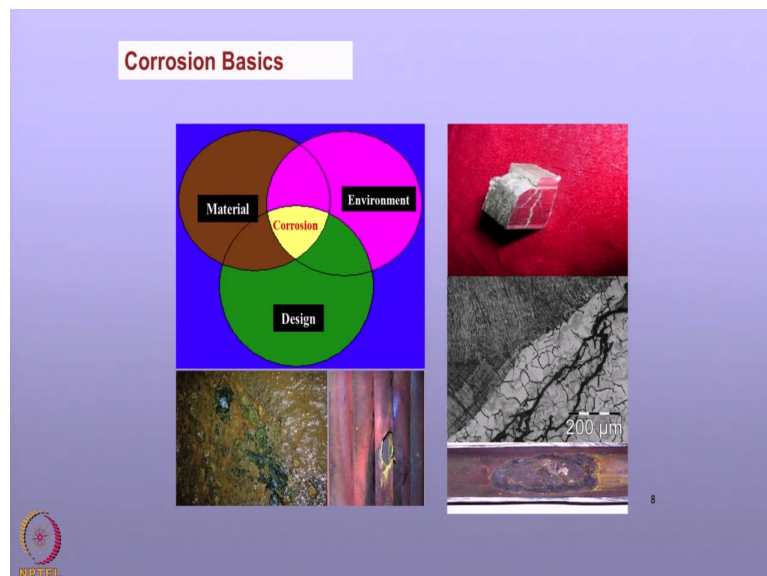 Corrosion Basics
Material
Environment
Corrosion
Design
200 µm
8
NPTEL